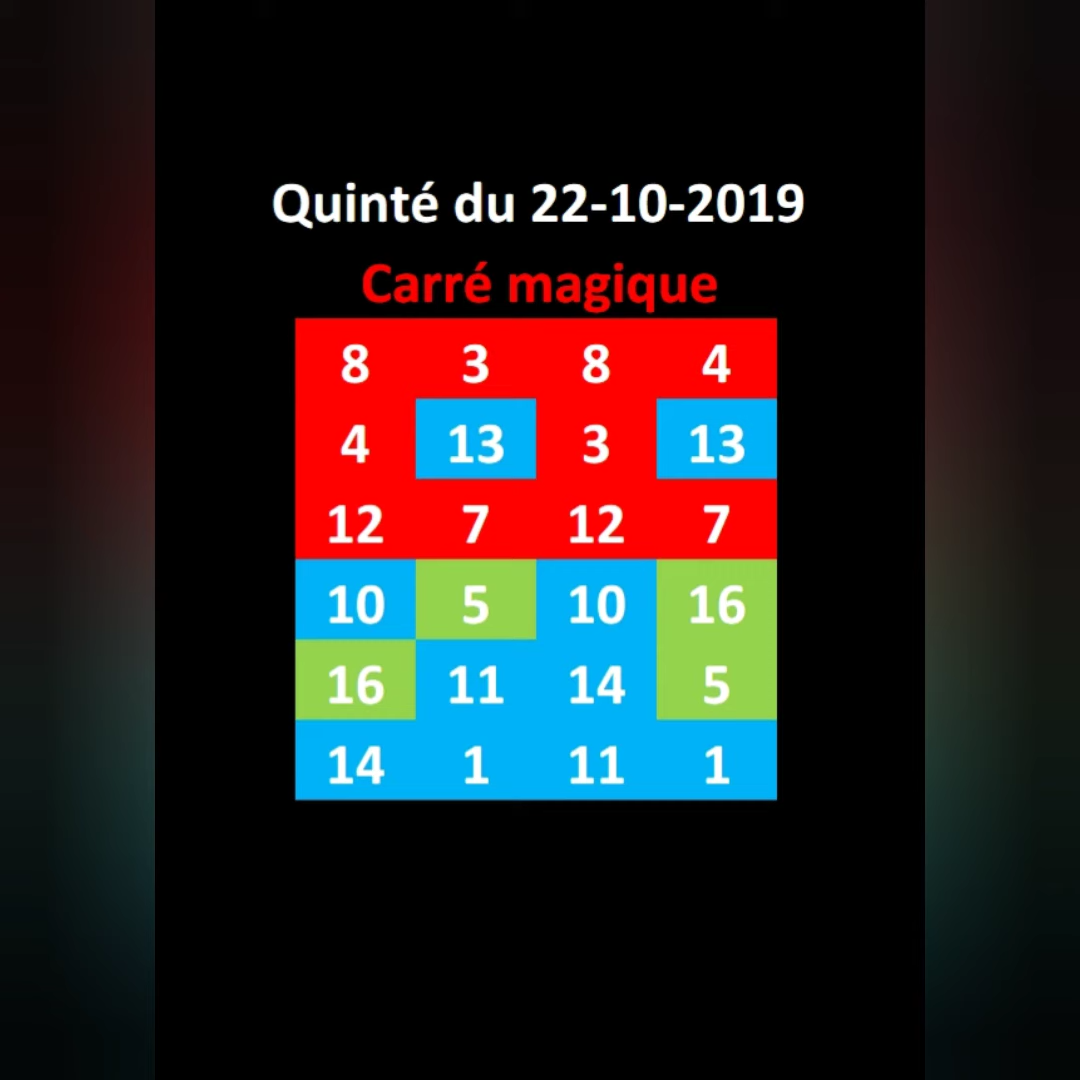 Quinté du 22-10-2019
Carré magique
8 3 8 4
4 13 3 13
12 7 12 7
10 5 10 16
16 11 14 5
14 1 11 1